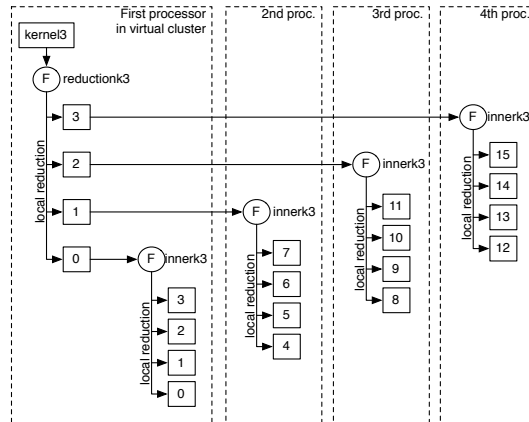 First processor
in virtual cluster
2nd proc.
3rd proc.
4th proc.
kernel3
F reductionk3
local reduction
3
2
1
0
F innerk3
local reduction
3
2
1
0
F innerk3
local reduction
7
6
5
4
F innerk3
local reduction
11
10
9
8
F innerk3
local reduction
15
14
13
12